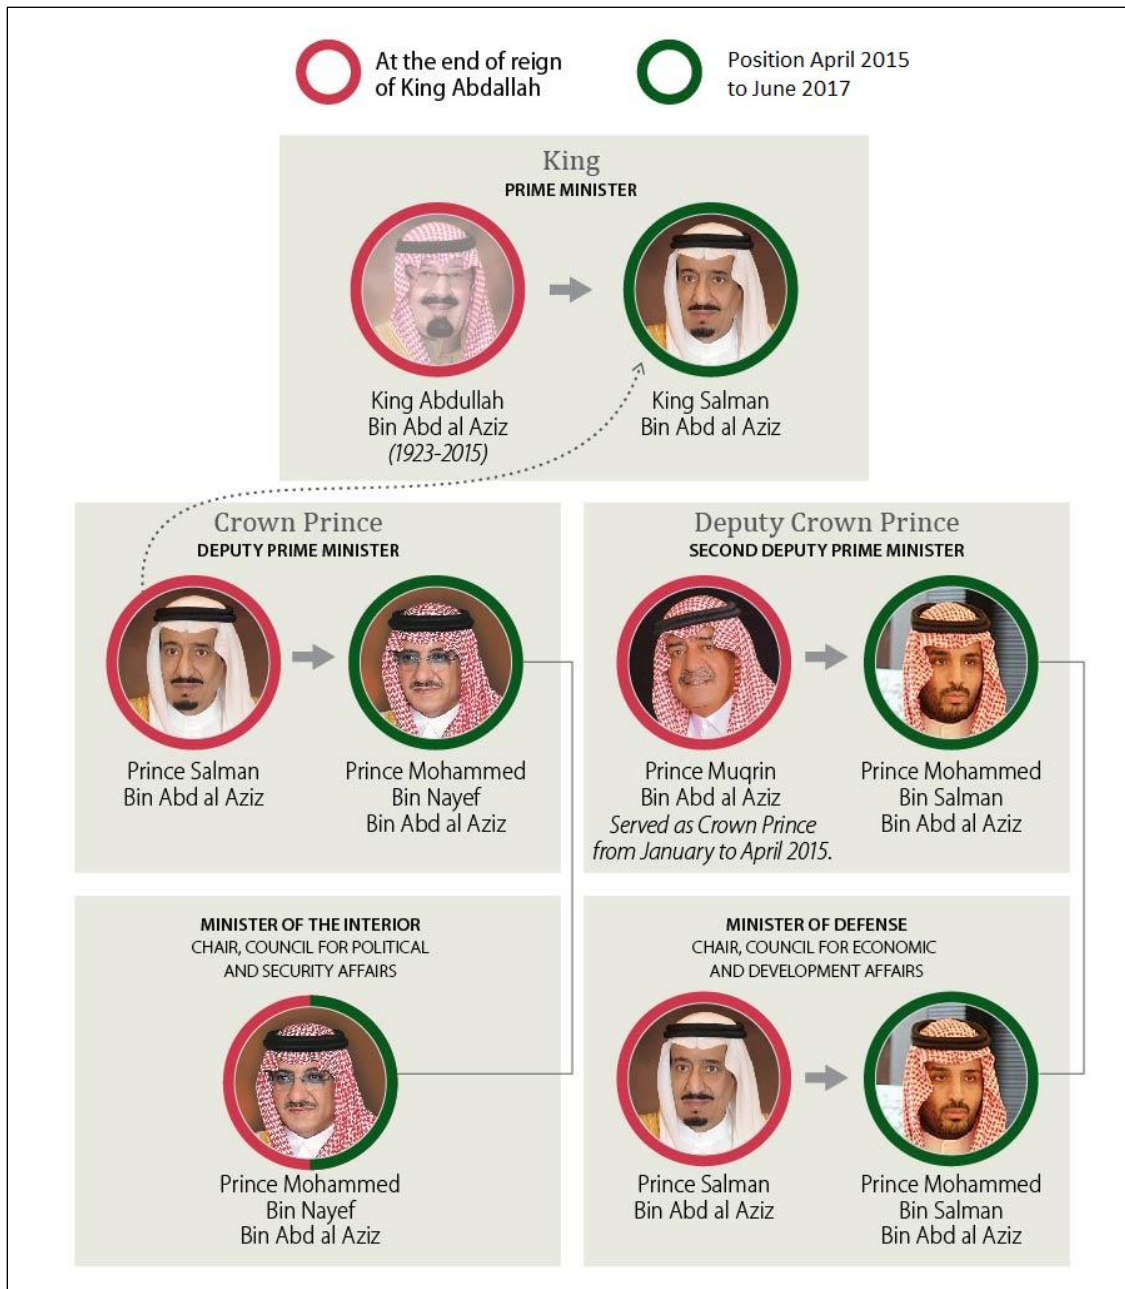 At the end of reign
of King Abdallah
Position April 2015
to June 2017
King
PRIME MINISTER
King Abdullah
Bin Abd al Aziz
(1923-2015)
King Salman
Bin Abd al Aziz
Crown Prince
DEPUTY PRIME MINISTER
Prince Salman
Bin Abd al Aziz
Prince Mohammed
Bin Nayef
Bin Abd al Aziz
Deputy Crown Prince
SECOND DEPUTY PRIME MINISTER
Prince Muqrin
Bin Abd al Aziz
Served as Crown Prince
from January to April 2015.
Prince Mohammed
Bin Salman
Bin Abd al Aziz
MINISTER OF THE INTERIOR
CHAIR, COUNCIL FOR POLITICAL
AND SECURITY AFFAIRS
Prince Mohammed
Bin Nayef
Bin Abd al Aziz
MINISTER OF DEFENSE
CHAIR, COUNCIL FOR ECONOMIC
AND DEVELOPMENT AFFAIRS
Prince Salman
Bin Abd al Aziz
Prince Mohammed
Bin Salman
Bin Abd al Aziz